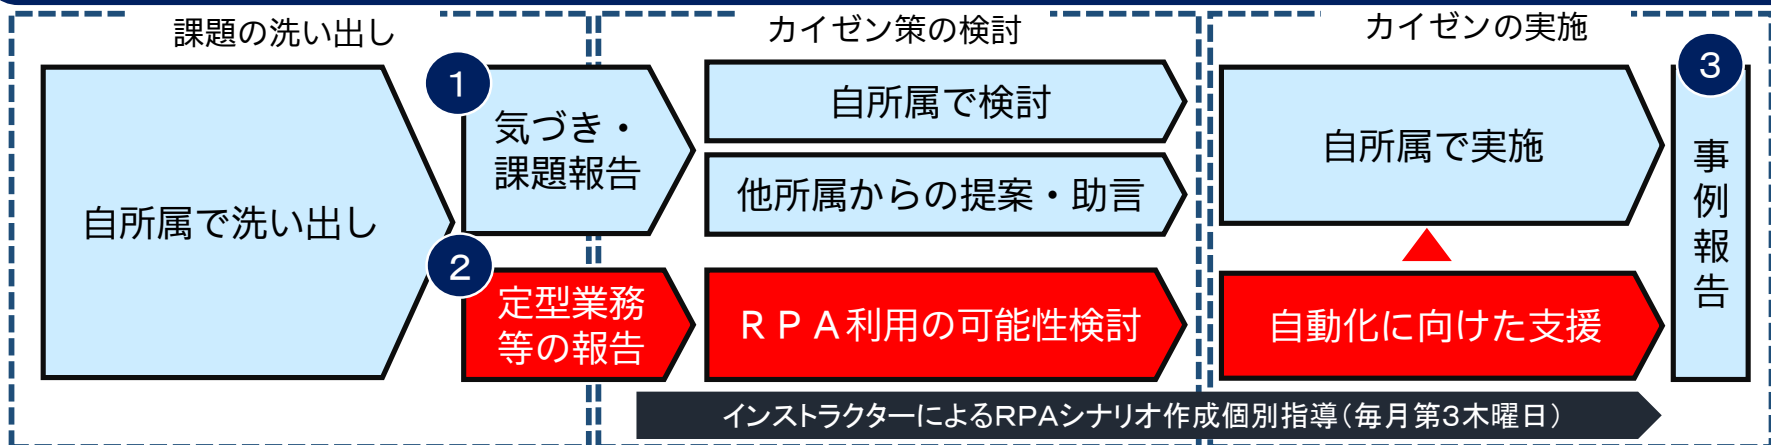 課題の洗い出し
カイゼン策の検討
カイゼンの実施
自所属で洗い出し
1
気づき・
課題報告
自所属で検討
他所属からの提案・助言
自所属で実施
3
事例報告
2
定型業務
等の報告
ＲＰＡ利用の可能性検討
自動化に向けた支援
インストラクターによるRPAシナリオ作成個別指導（毎月第3木曜日）